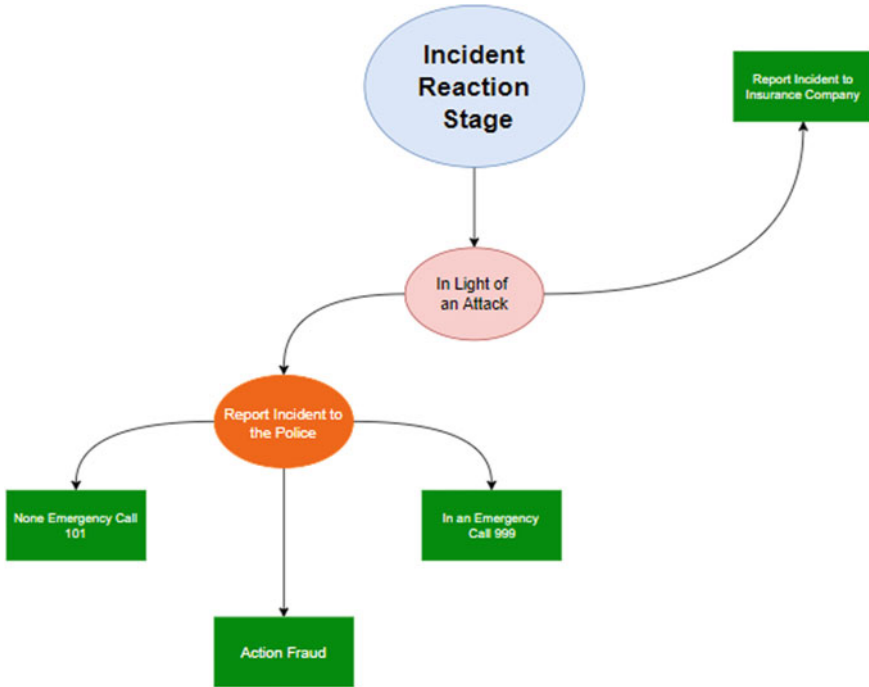 Incident
Reaction
Stage
Report Incident to
Insurance Company
In Light of
an Attack
Report Incident to
the Police
None Emergency Call
101
In an Emergency
Call 999
Action Fraud